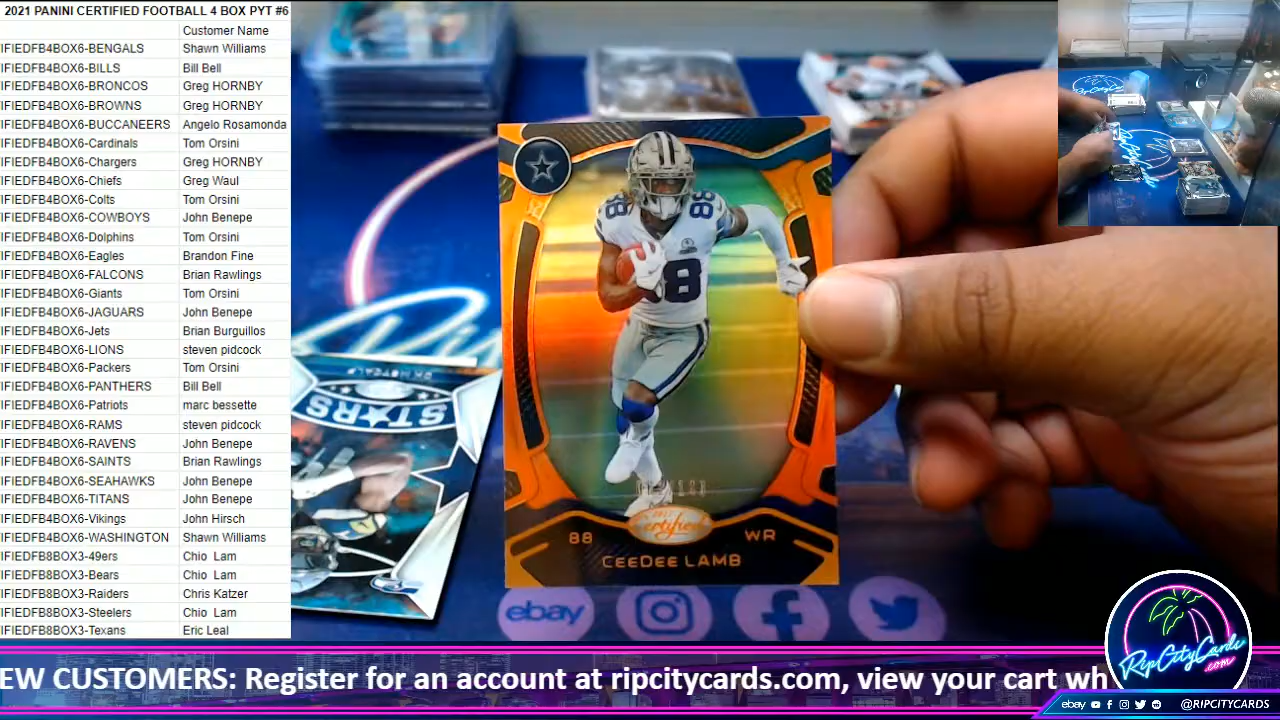 2021 PANINI CERTIFIED FOOTBALL 4 BOX PYT #6
Customer Name
IFIEDFB4BOX6-BENGALS Shawn Williams
IFIEDFB4BOX6-BILLS Bill Bell
IFIEDFB4BOX6-BRONCOS Greg HORNBY
IFIEDFB4BOX6-BROWNS Greg HORNBY
IFIEDFB4BOX6-BUCCANEERS Angelo Rosamonda
IFIEDFB4BOX6-Cardinals Tom Orsini
IFIEDFB4BOX6-Chargers Greg HORNBY
IFIEDFB4BOX6-Chiefs Greg Waul
IFIEDFB4BOX6-Colts Tom Orsini
IFIEDFB4BOX6-COWBOYS John Benepe
IFIEDFB4BOX6-Dolphins Tom Orsini
IFIEDFB4BOX6-Eagles Brandon Fine
IFIEDFB4BOX6-FALCONS Brian Rawlings
IFIEDFB4BOX6-Giants Tom Orsini
IFIEDFB4BOX6-JAGUARS John Benepe
IFIEDFB4BOX6-Jets Brian Burguillos
IFIEDFB4BOX6-LIONS steven pidcock
IFIEDFB4BOX6-Packers Tom Orsini
IFIEDFB4BOX6-PANTHERS Bill Bell
IFIEDFB4BOX6-Patriots marc bessette
IFIEDFB4BOX6-RAMS steven pidcock
IFIEDFB4BOX6-RAVENS John Benepe
IFIEDFB4BOX6-SAINTS Brian Rawlings
IFIEDFB4BOX6-SEAHAWKS John Benepe
IFIEDFB4BOX6-TITANS John Benepe
IFIEDFB4BOX6-Vikings John Hirsch
IFIEDFB4BOX6-WASHINGTON Shawn Williams
IFIEDFB8BOX3-49ers Chio Lam
IFIEDFB8BOX3-Bears Chio Lam
IFIEDFB8BOX3-Raiders Chris Katzer
IFIEDFB8BOX3-Steelers Chio Lam
IFIEDFB8BOX3-Texans Eric Leal
88
88
88
Certified
88 WR
CEEDEE LAMB
DK METCALF
STARS
ebay
RipCityCards
.com
EW CUSTOMERS: Register for an account at ripcitycards.com, view your cart wh
ebay @RIPCITYCARDS